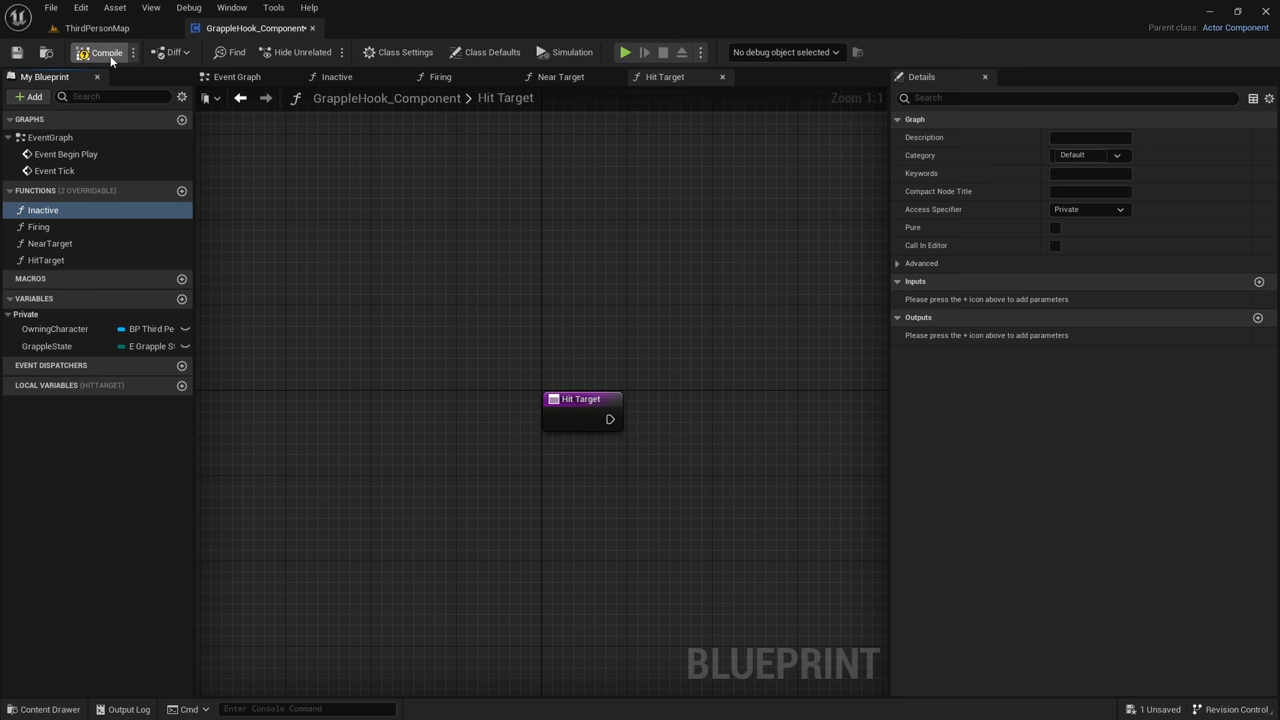 File Edit Asset View Debug Window Tools Help
ThirdPersonMap
GrappleHook_Component*
Parent class: Actor Component
Compile
Diff
Find
Hide Unrelated
Class Settings
Class Defaults
Simulation
No debug object selected
My Blueprint
Event Graph
Inactive
Firing
Near Target
Hit Target
Details
Add
Search
GrappleHook_Component > Hit Target
Zoom 1:1
Search
GRAPHS
EventGraph
Event Begin Play
Event Tick
FUNCTIONS (2 OVERRIDABLE)
Inactive
Firing
NearTarget
HitTarget
MACROS
VARIABLES
Private
OwningCharacter BP Third Pe
GrappleState E Grapple S
EVENT DISPATCHERS
LOCAL VARIABLES (HITTARGET)
Hit Target
BLUEPRINT
Graph
Description
Category Default
Keywords
Compact Node Title
Access Specifier Private
Pure
Call In Editor
Advanced
Inputs
Please press the + icon above to add parameters
Outputs
Please press the + icon above to add parameters
Content Drawer
Output Log
Cmd
Enter Console Command
1 Unsaved
Revision Control